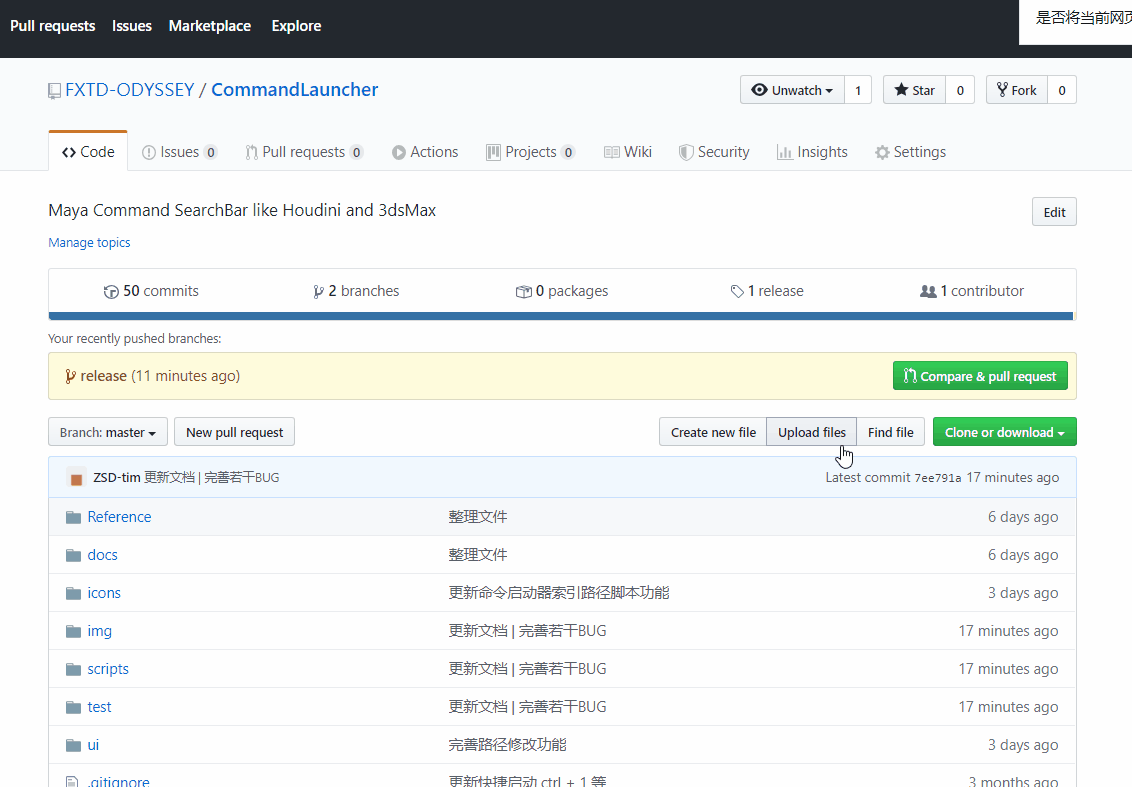 Pull requests Issues Marketplace Explore
是否将当前网页
FXTD-ODYSSEY / CommandLauncher
Unwatch 1 Star 0 Fork 0
Code Issues 0 Pull requests 0 Actions Projects 0 Wiki Security Insights Settings
Maya Command SearchBar like Houdini and 3dsMax
Edit
Manage topics
50 commits 2 branches 0 packages 1 release 1 contributor
Your recently pushed branches:
release (11 minutes ago) Compare & pull request
Branch: master New pull request Create new file Upload files Find file Clone or download
ZSD-tim 更新文档 | 完善若干BUG Latest commit 7ee791a 17 minutes ago
Reference 整理文件 6 days ago
docs 整理文件 6 days ago
icons 更新命令启动器索引路径脚本功能 3 days ago
img 更新文档 | 完善若干BUG 17 minutes ago
scripts 更新文档 | 完善若干BUG 17 minutes ago
test 更新文档 | 完善若干BUG 17 minutes ago
ui 完善路径修改功能 3 days ago
.gitignore 更新快捷启动 ctrl + 1 等 3 months ago